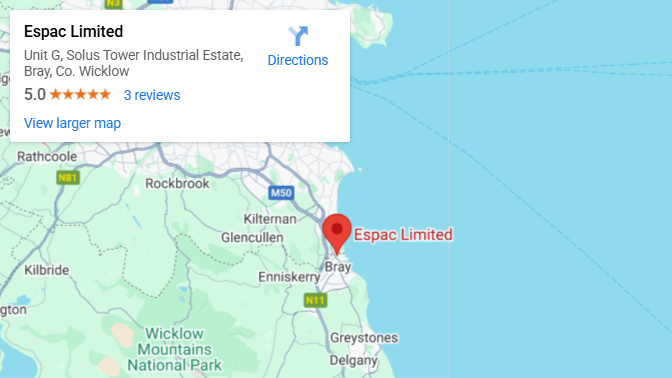 N3
Espac Limited
Unit G, Solus Tower Industrial Estate,
Bray, Co. Wicklow
Directions
5.0
3 reviews
View larger map
Rathcoole
N81
Rockbrook
M50
Kilternan
Glencullen
Espac Limited
Kilbride
Enniskerry
Bray
N11
Wicklow
Mountains
National Park
Greystones
Delgany